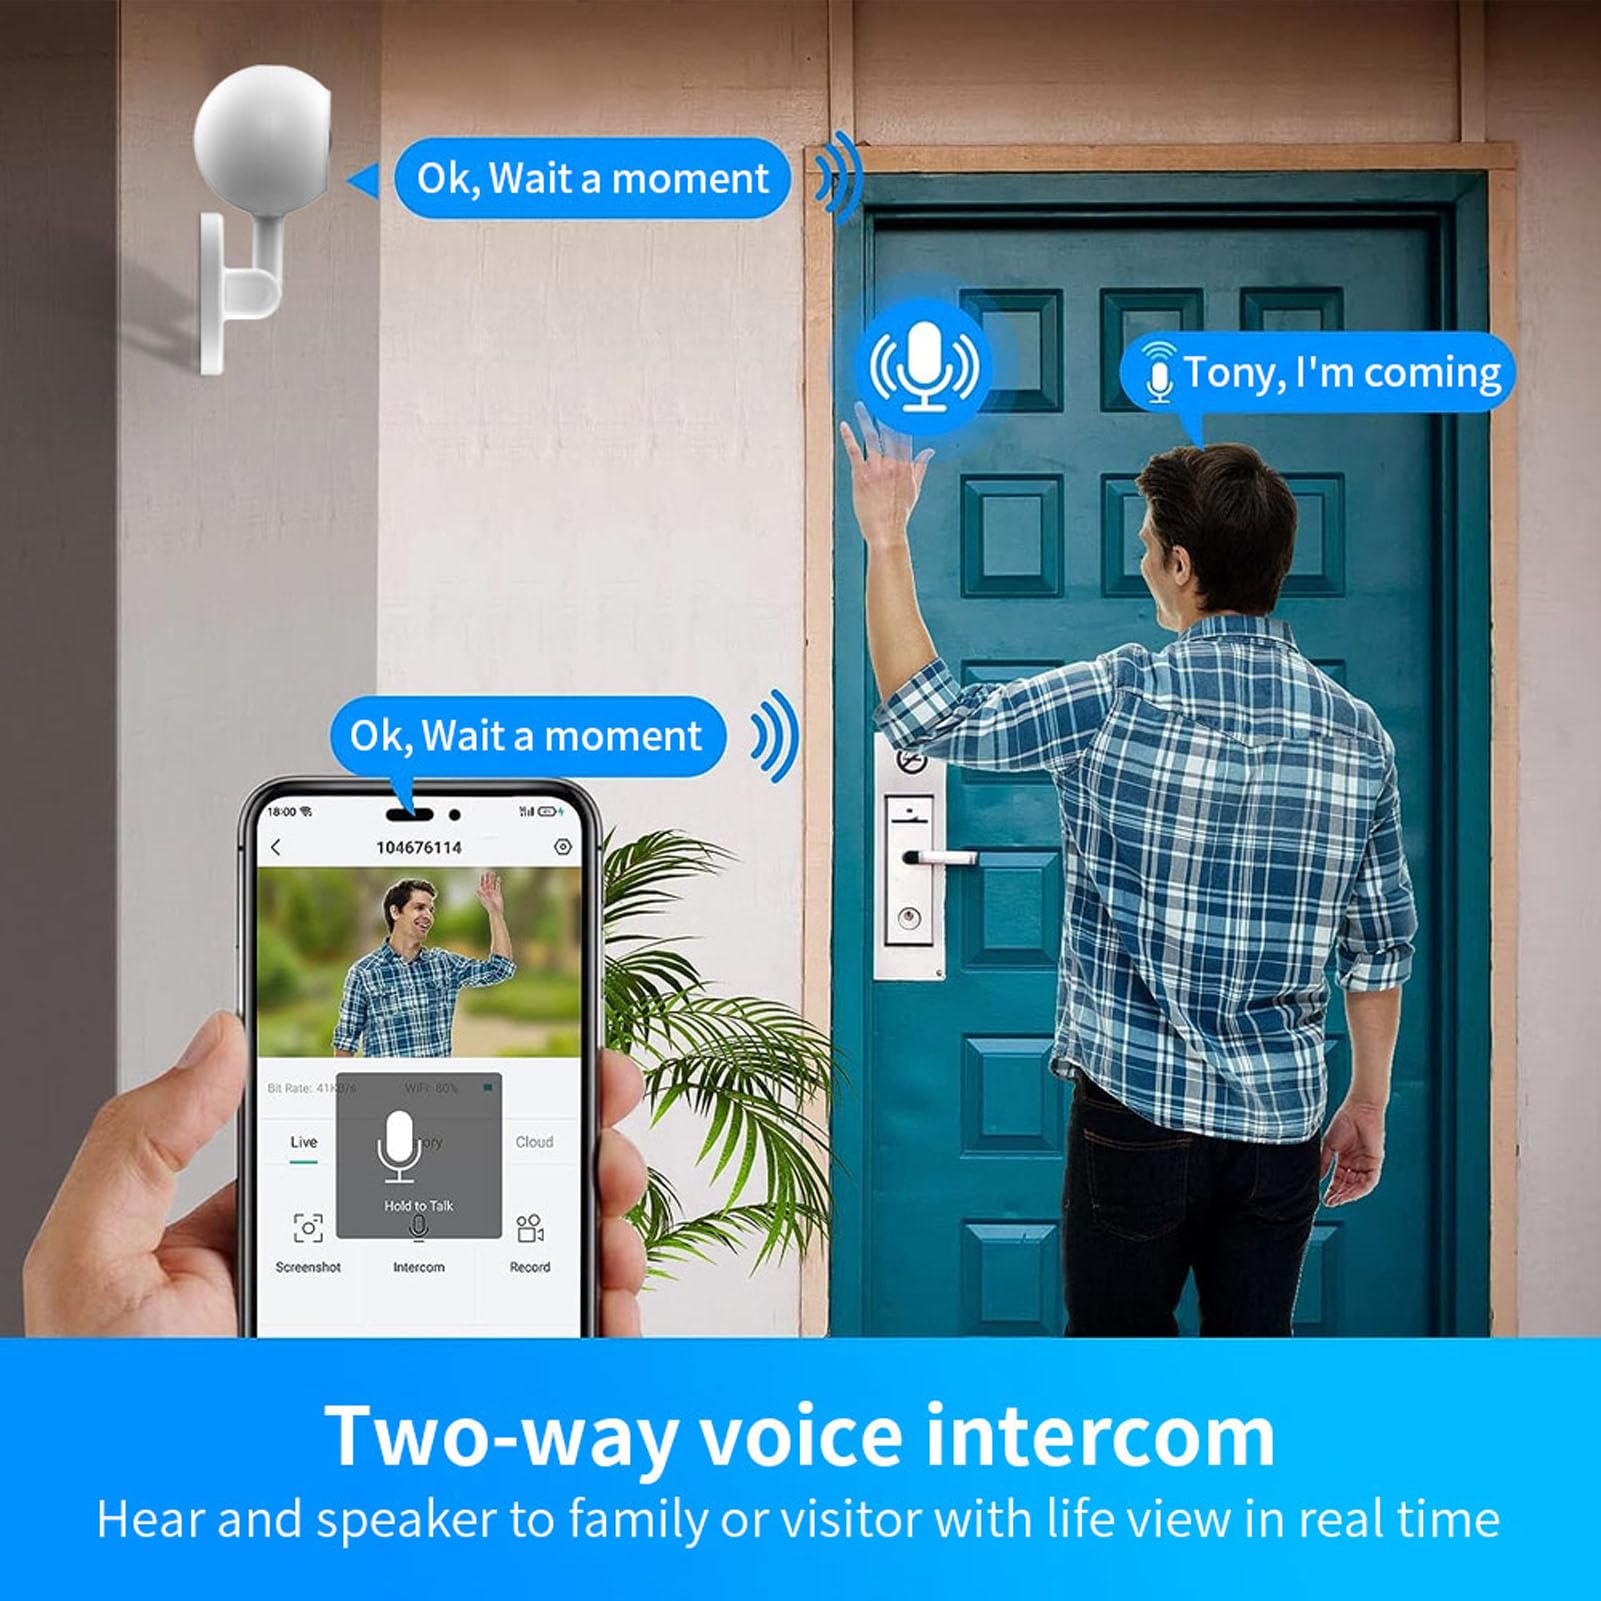 Ok, Wait a moment
Tony, I'm coming
Ok, Wait a moment
18:00
104676114
Bit Rate: 41KB/s WiFi: 80%
Live Cloud
Hold to Talk
Screenshot Intercom Record
Two-way voice intercom
Hear and speaker to family or visitor with life view in real time